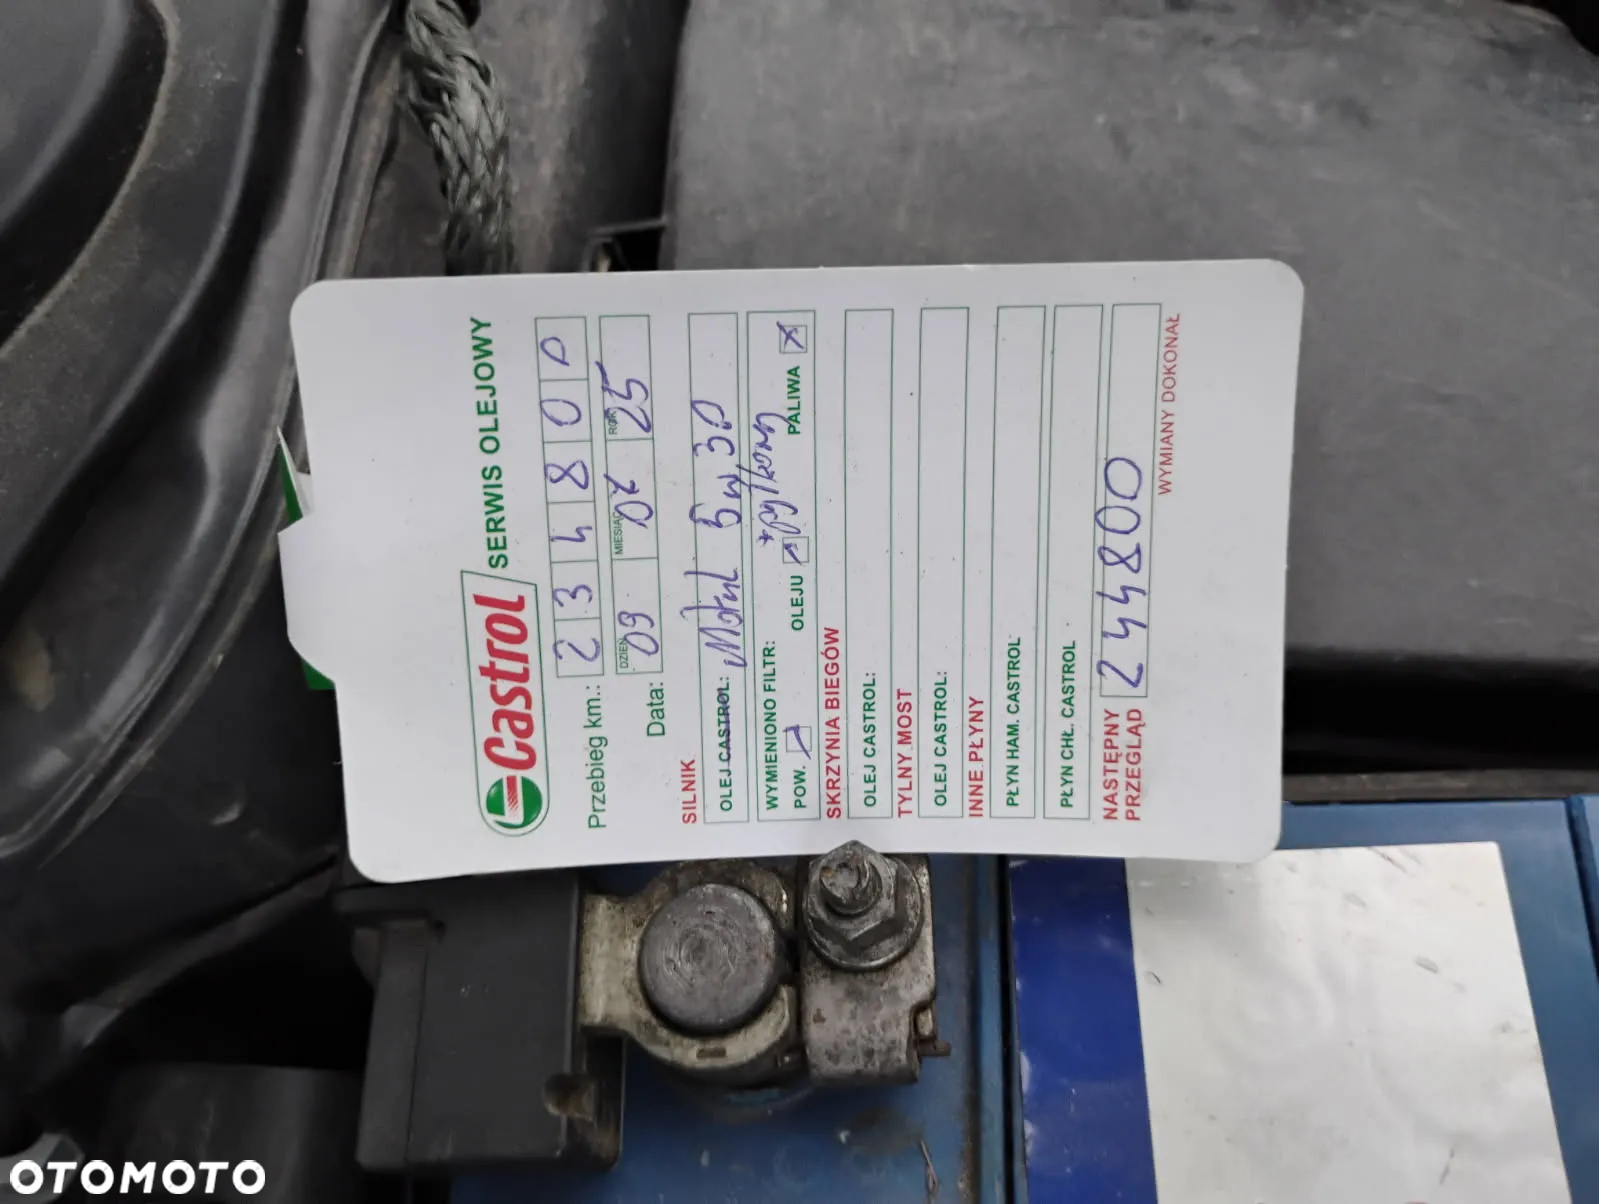 Castrol SERWIS OLEJOWY
Przebieg km.: 234800
DZIEŃ MIESIĄC ROK
Data: 09 07 25
SILNIK
OLEJ CASTROL: Motul 5w30
WYMIENIONO FILTR: *pyłkowy
POW. OLEJU PALIWA
SKRZYNIA BIEGÓW
OLEJ CASTROL:
TYLNY MOST
OLEJ CASTROL:
INNE PŁYNY
PŁYN HAM. CASTROL
PŁYN CHŁ. CASTROL
NASTĘPNY
PRZEGLĄD 244800
WYMIANY DOKONAŁ
OTOMOTO